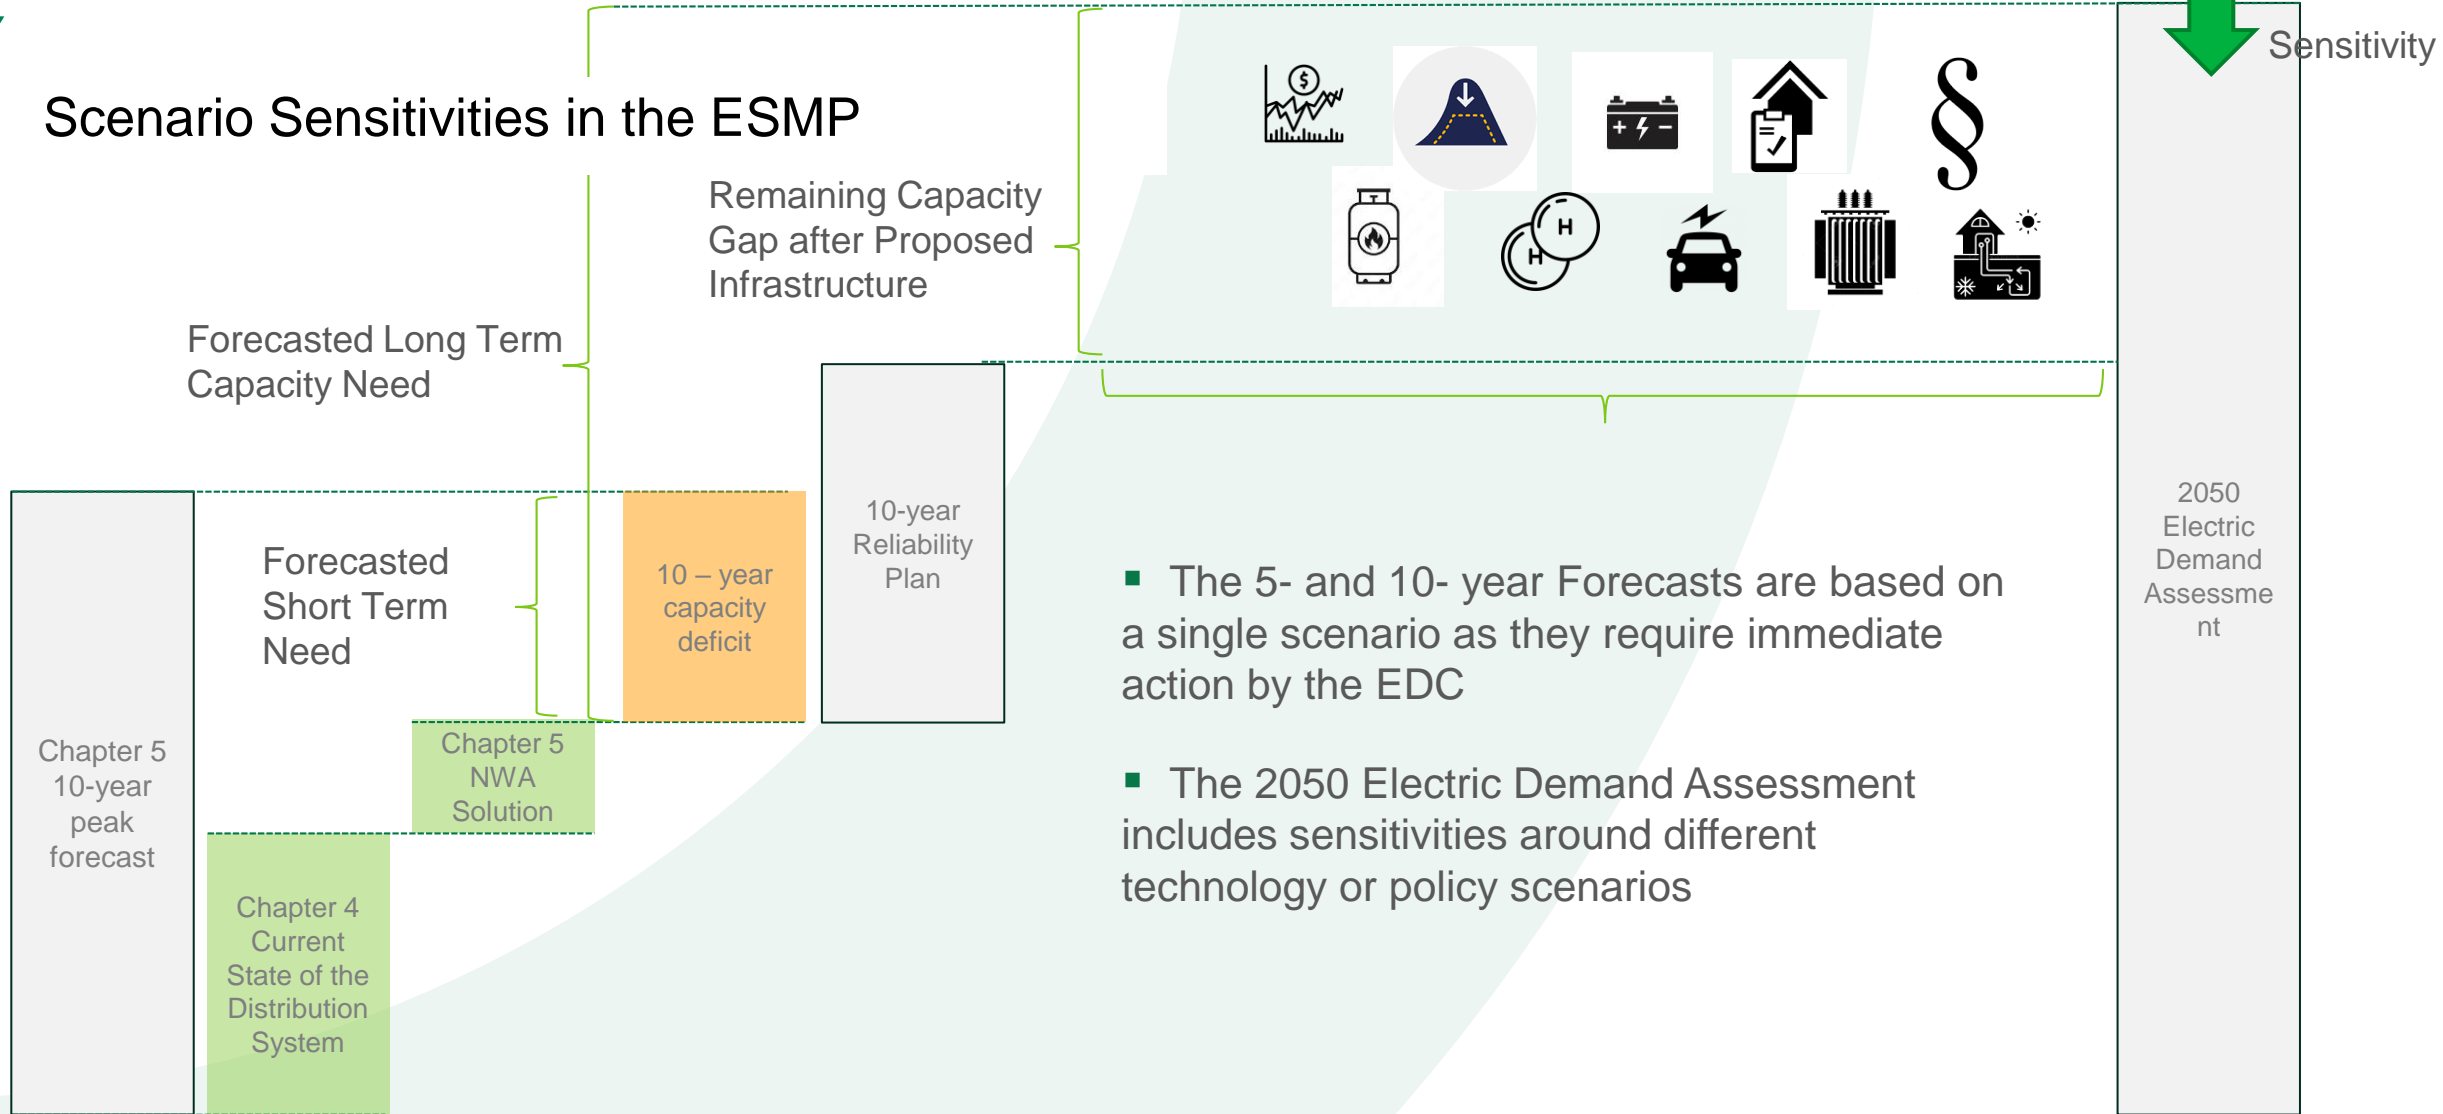 Sensitivity
Scenario Sensitivities in the ESMP
Remaining Capacity
Gap after Proposed
Infrastructure
$
+ -
H
H
Forecasted Long Term
Capacity Need
§
Forecasted
Short Term
Need
10 – year
capacity
deficit
10-year
Reliability
Plan
2050
Electric
Demand
Assessme
nt
Chapter 5
10-year
peak
forecast
Chapter 5
NWA
Solution
Chapter 4
Current
State of the
Distribution
System
▪ The 5- and 10- year Forecasts are based on
a single scenario as they require immediate
action by the EDC
▪ The 2050 Electric Demand Assessment
includes sensitivities around different
technology or policy scenarios